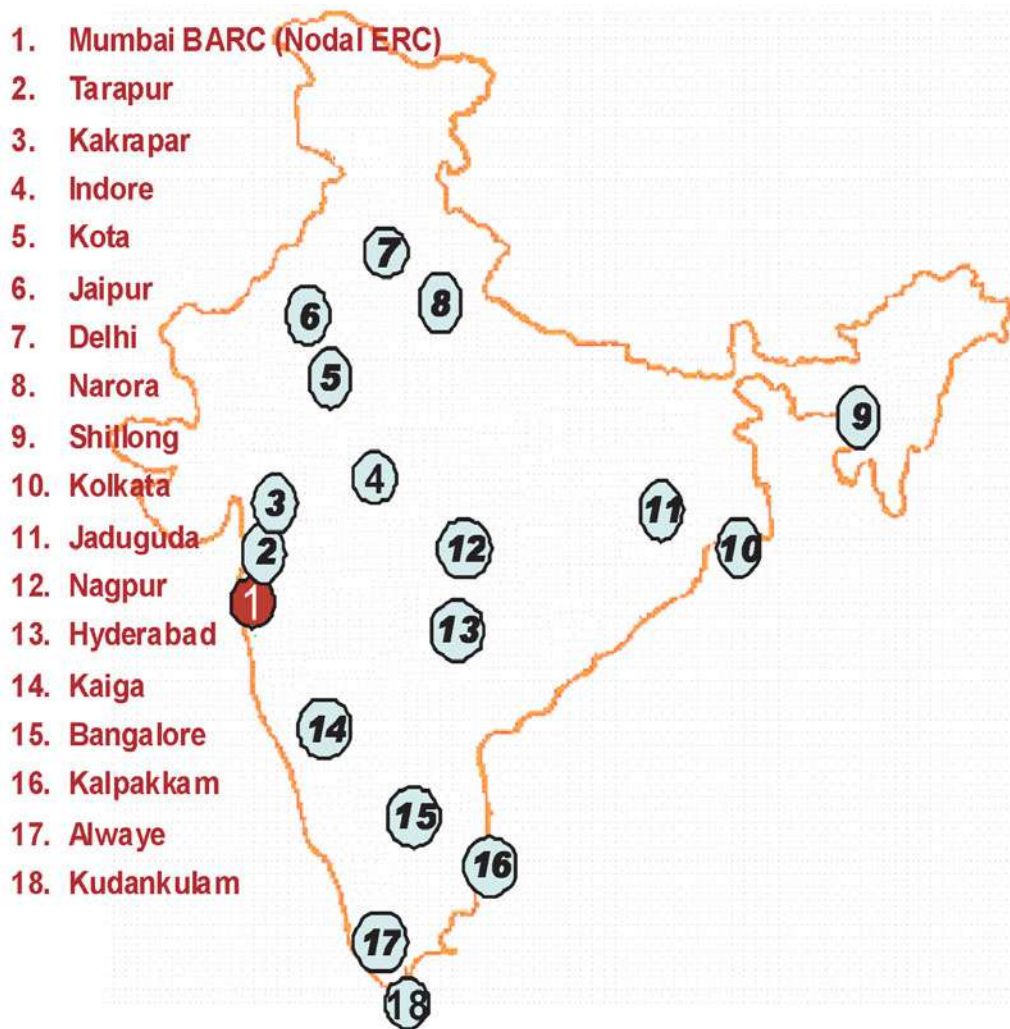 1. Mumbai BARC (Nodal ERC)
2. Tarapur
3. Kakrapar
4. Indore
5. Kota
6. Jaipur
7. Delhi
8. Narora
9. Shillong
10. Kolkata
11. Jaduguda
12. Nagpur
13. Hyderabad
14. Kaiga
15. Bangalore
16. Kalpakkam
17. Alwaye
18. Kudankulam
7
8
6
5
9
4
3
11
2
12
10
1
13
14
15
16
17
18